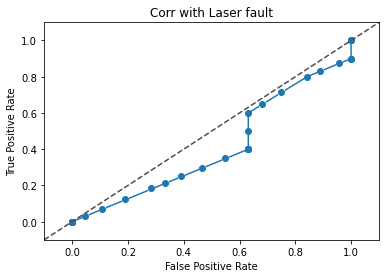 Corr with Laser fault
True Positive Rate
1.0
0.8
0.6
0.4
0.2
0.0
0.0 0.2 0.4 0.6 0.8 1.0
False Positive Rate